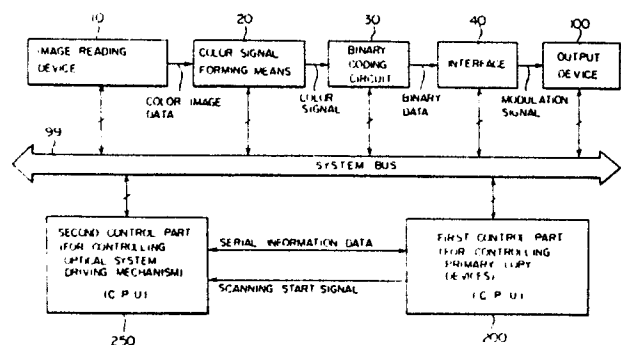 10
20
30
40
100
IMAGE READING
DEVICE
COLOR SIGNAL
FORMING MEANS
BINARY
CODING
CIRCUIT
INTERFACE
OUTPUT
DEVICE
COLOR IMAGE
DATA
COLOR
SIGNAL
BINARY
DATA
MODULATION
SIGNAL
99
SYSTEM BUS
SECOND CONTROL PART
(FOR CONTROLLING
OPTICAL SYSTEM
DRIVING MECHANISM)
(C P U)
250
SERIAL INFORMATION DATA
SCANNING START SIGNAL
FIRST CONTROL PART
(FOR CONTROLLING
PRIMARY COPY
DEVICES)
(C P U)
200